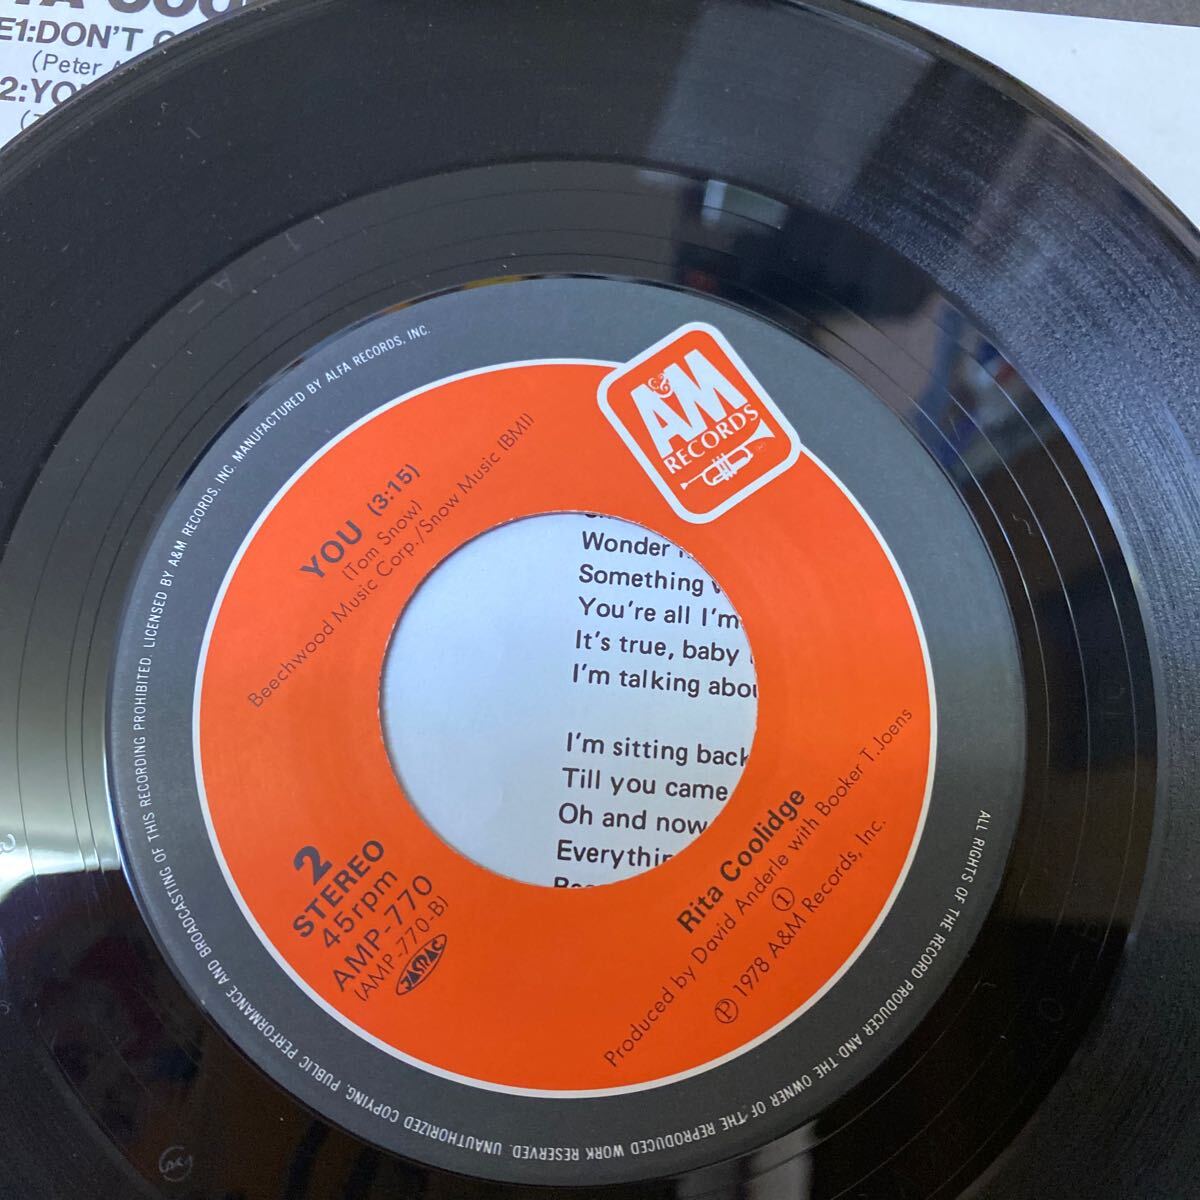 E1:DON'T
(Peter
2:YOU
A&M
RECORDS
YOU (3:15)
(Tom Snow)
Beechwood Music Corp./Snow Music (BMI)
2
STEREO
45rpm
AMP-770
(AMP-770-B)
JASRAC
Rita Coolidge
Produced by David Anderle with Booker T. Joens
①
Ⓟ 1978 A&M Records, Inc.
ALL RIGHTS OF THE RECORD PRODUCER AND THE OWNER OF THE REPRODUCED WORK RESERVED. UNAUTHORIZED COPYING, PUBLIC PERFORMANCE AND BROADCASTING OF THIS RECORDING PROHIBITED. LICENSED BY A&M RECORDS, INC. MANUFACTURED BY ALFA RECORDS, INC.
Wonder
Something
You're all I'm
It's true, baby
I'm talking
I'm sitting back
Till you came
Oh and now